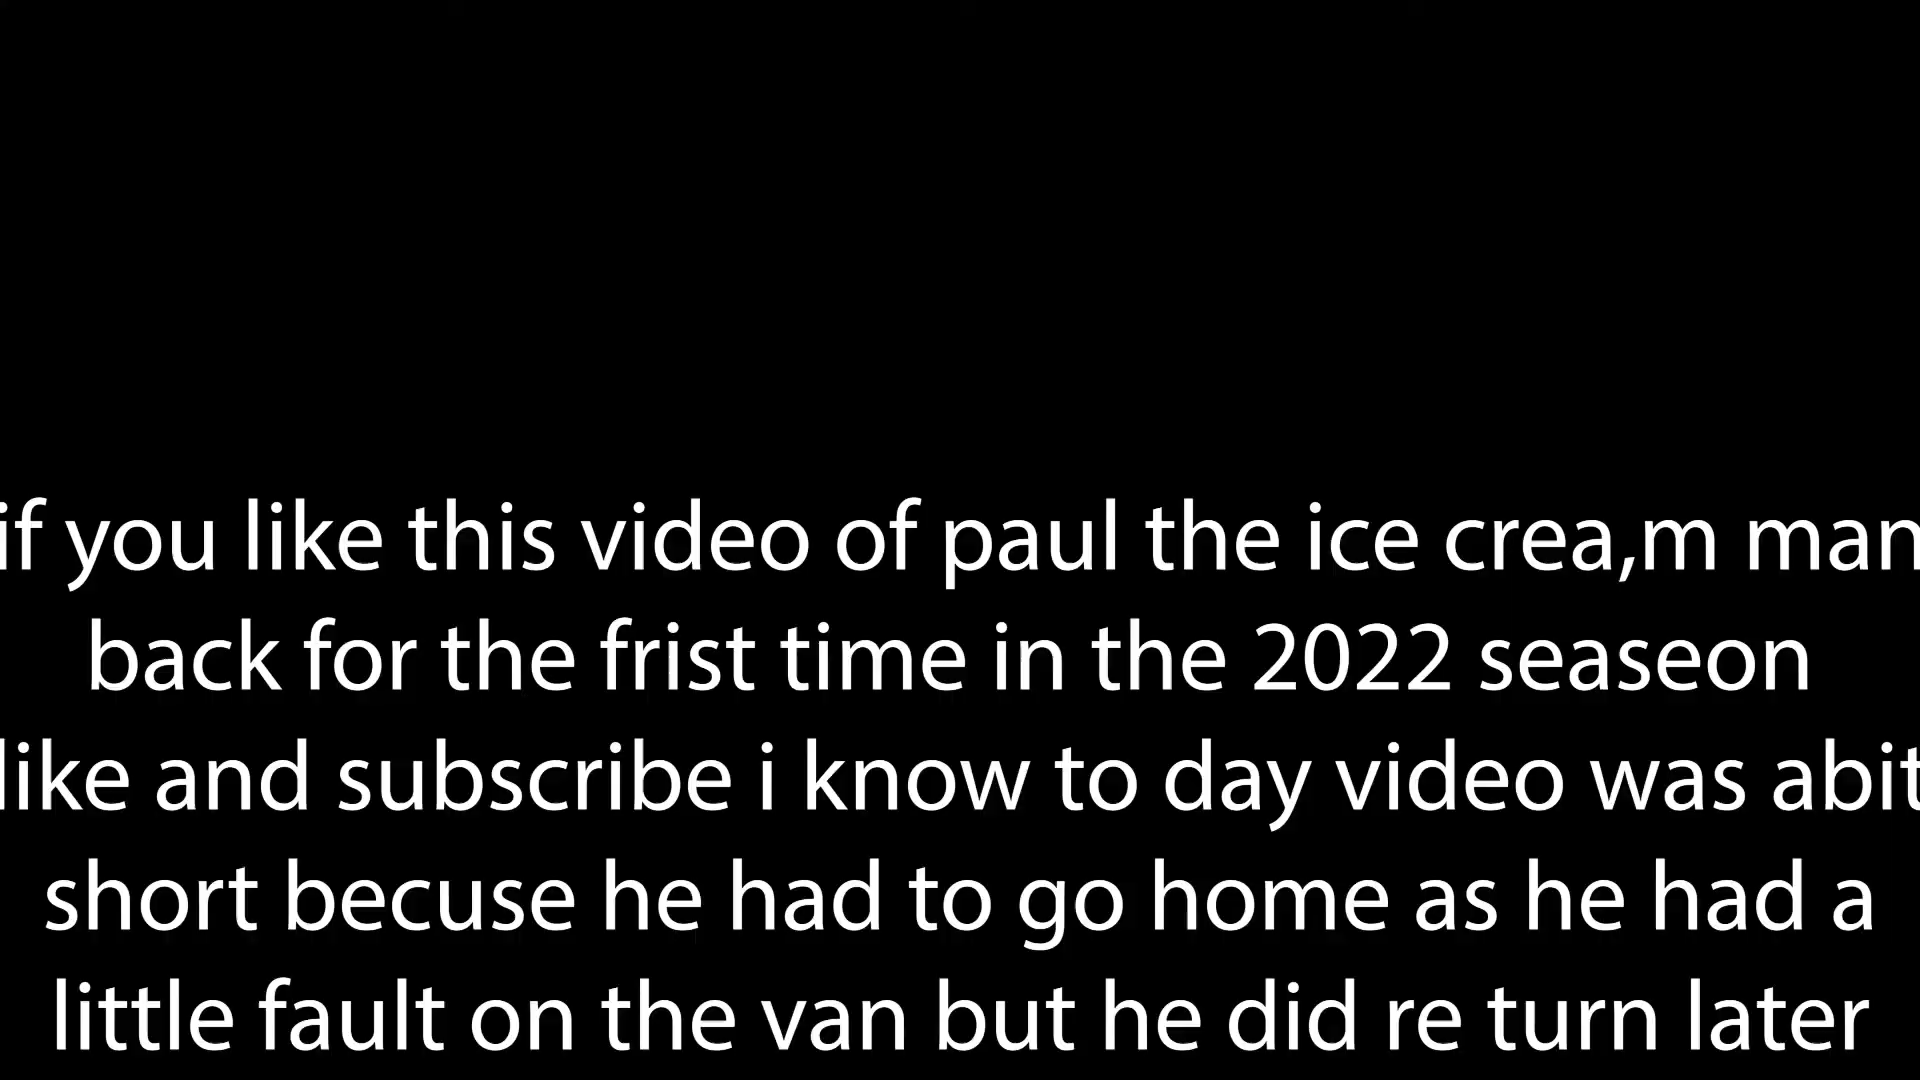 if you like this video of paul the ice crea,m man
back for the frist time in the 2022 seaseon
like and subscribe i know to day video was abit
short becuse he had to go home as he had a
little fault on the van but he did re turn later